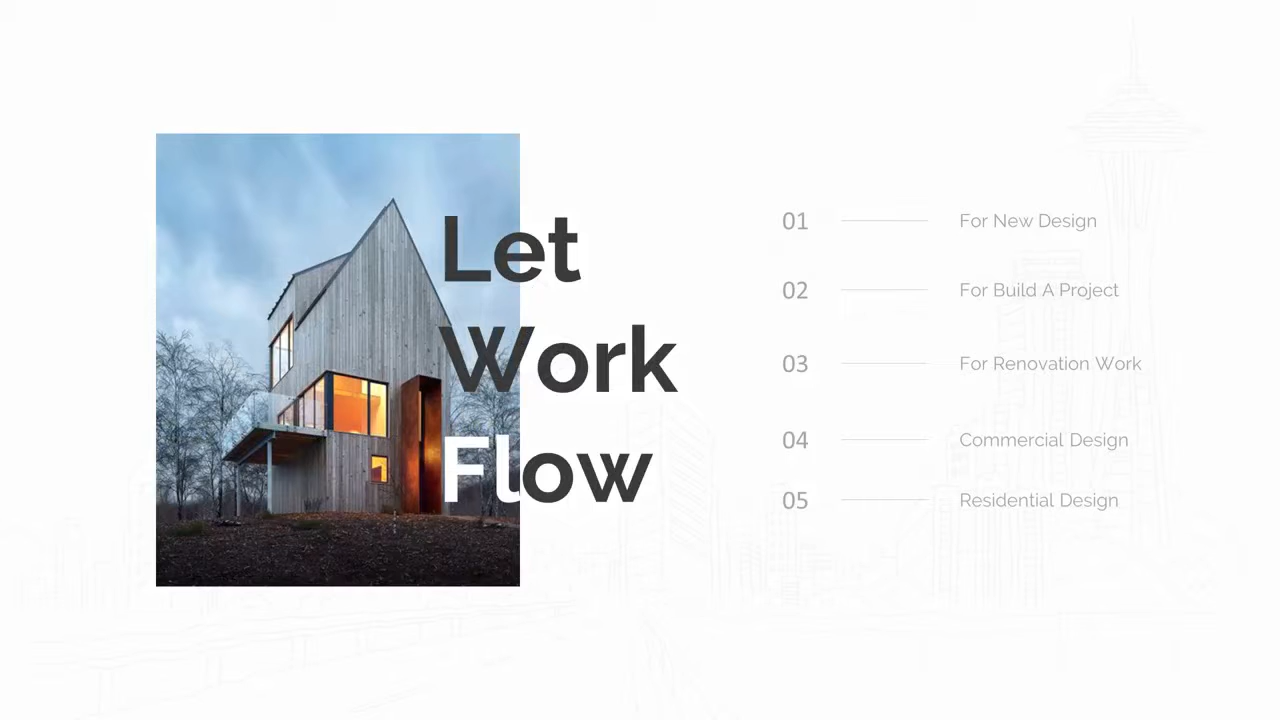 Let
Work
Flow
01 For New Design
02 For Build A Project
03 For Renovation Work
04 Commercial Design
05 Residential Design